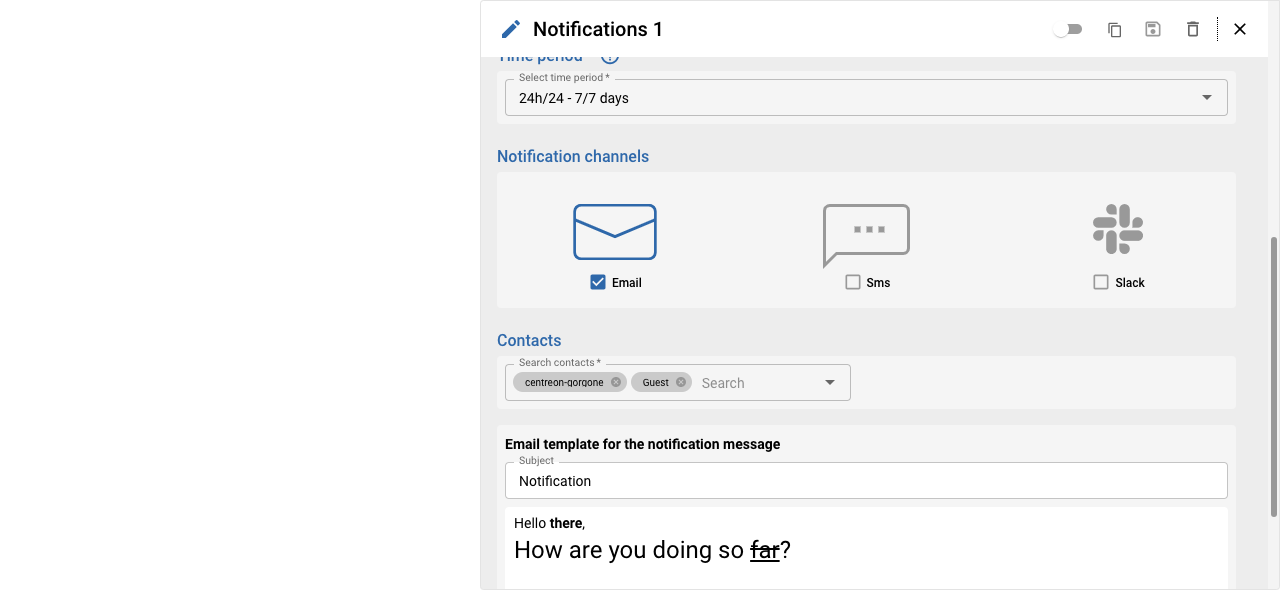 Notifications 1
Time period
Select time period *
24h/24 - 7/7 days
Notification channels
Email
Sms
Slack
Contacts
Search contacts *
centreon-gorgone
Guest
Search
Email template for the notification message
Subject
Notification
Hello there,
How are you doing so far?